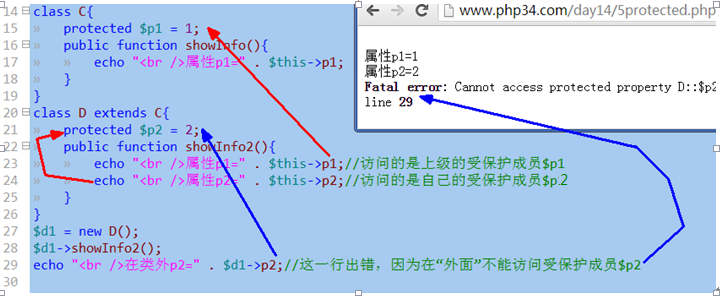 14 class C{
15 protected $p1 = 1;
16 public function showInfo(){
17 echo "<br />属性p1=" . $this->p1;
18 }
19 }
20 class D extends C{
21 protected $p2 = 2;
22 public function showInfo2(){
23 echo "<br />属性p1=" . $this->p1;//访问的是上级的受保护成员$p1
24 echo "<br />属性p2=" . $this->p2;//访问的是自己的受保护成员$p2
25 }
26 }
27 $d1 = new D();
28 $d1->showInfo2();
29 echo "<br />在类外p2=" . $d1->p2;//这一行出错，因为在“外面”不能访问受保护成员$p2
30
www.php34.com/day14/5protected.php
属性p1=1
属性p2=2
Fatal error: Cannot access protected property D::$p2
line 29